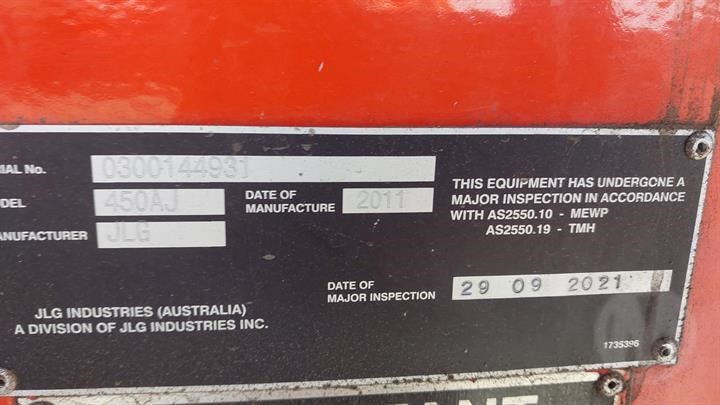 RIAL No. 0300144931
ODEL 450AJ DATE OF MANUFACTURE 2011
ANUFACTURER JLG
THIS EQUIPMENT HAS UNDERGONE A
MAJOR INSPECTION IN ACCORDANCE
WITH AS2550.10 - MEWP
AS2550.19 - TMH
DATE OF MAJOR INSPECTION 29 09 2021
JLG INDUSTRIES (AUSTRALIA)
A DIVISION OF JLG INDUSTRIES INC.
1735396